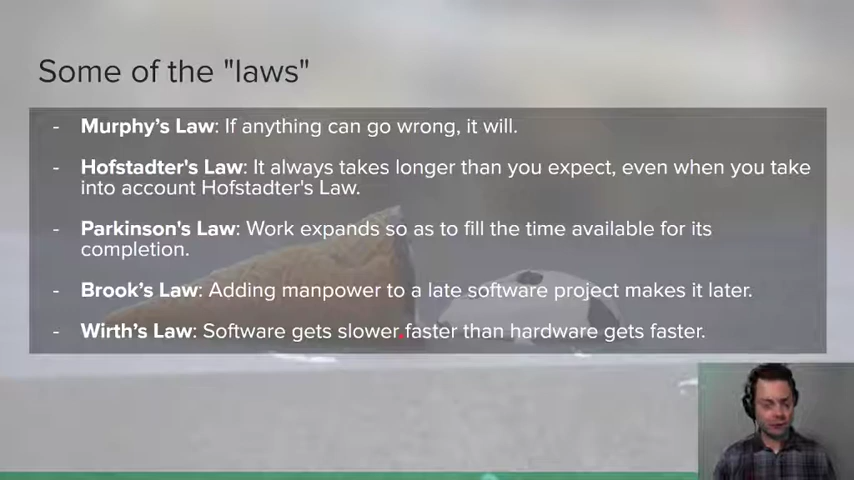 Some of the "laws"
- Murphy’s Law: If anything can go wrong, it will.
- Hofstadter's Law: It always takes longer than you expect, even when you take
into account Hofstadter's Law.
- Parkinson's Law: Work expands so as to fill the time available for its
completion.
- Brook’s Law: Adding manpower to a late software project makes it later.
- Wirth’s Law: Software gets slower faster than hardware gets faster.